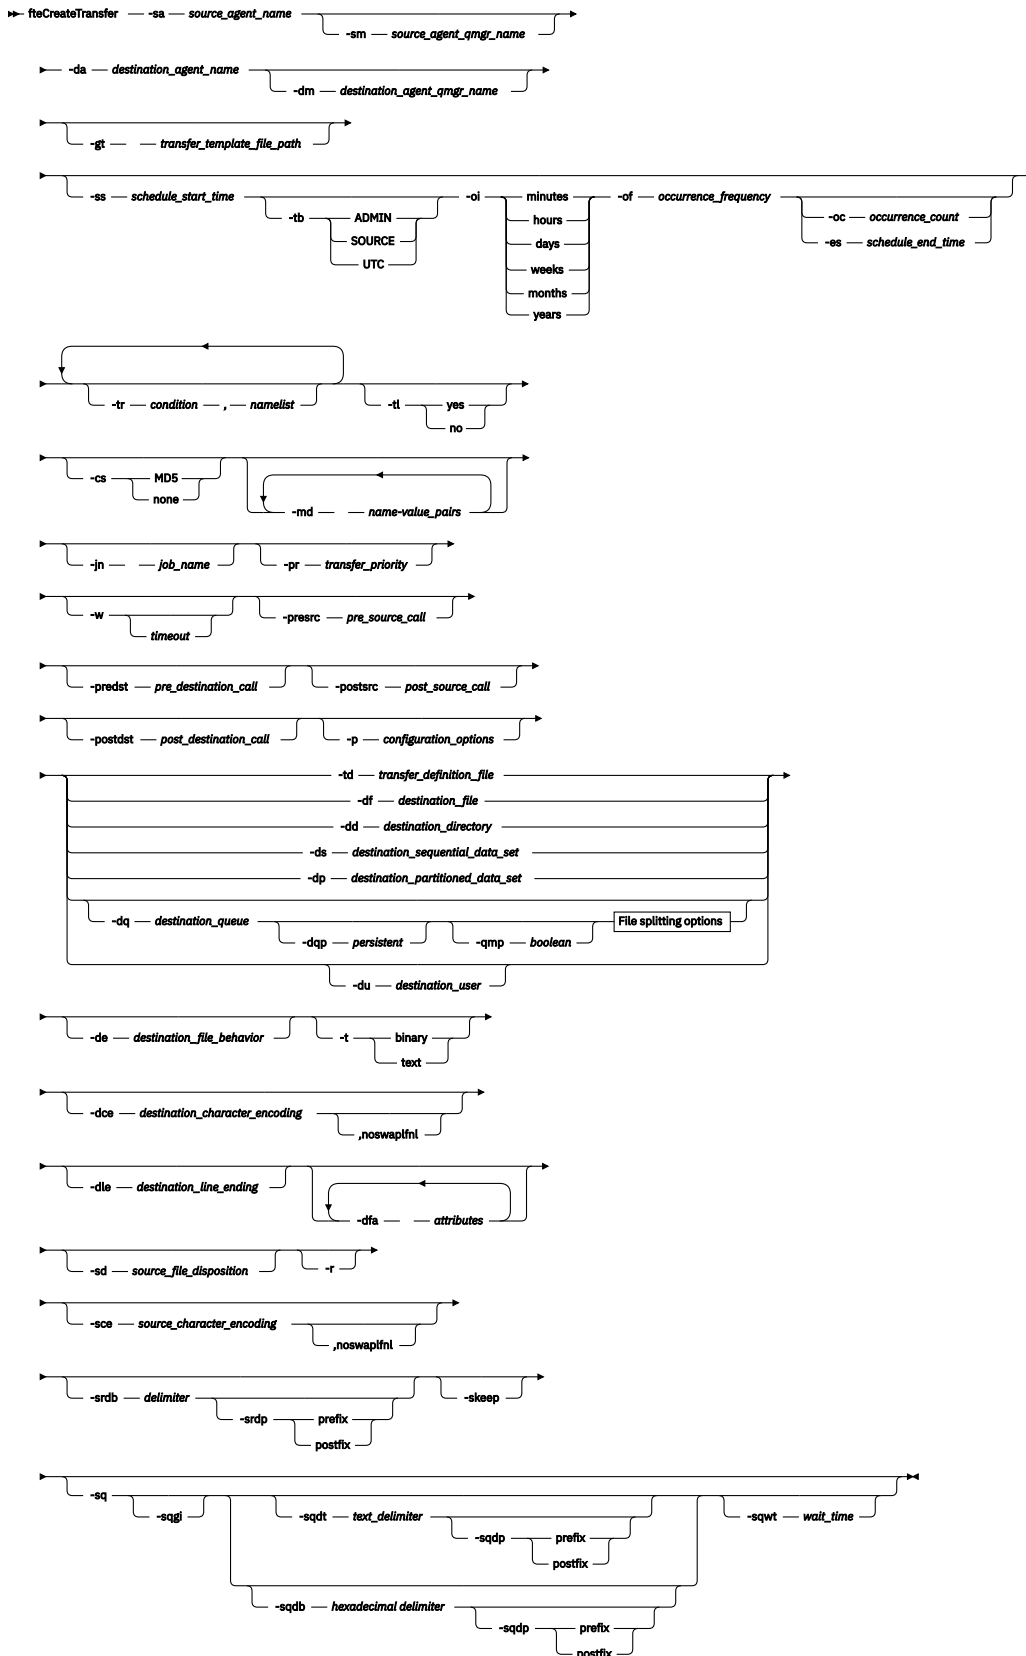 fteCreateTransfer -sa source_agent_name
-sm source_agent_qmgr_name
-da destination_agent_name
-dm destination_agent_qmgr_name
-gt transfer_template_file_path
-ss schedule_start_time -oi minutes -of occurrence_frequency
-tb ADMIN hours -oc occurrence_count
SOURCE days -es schedule_end_time
UTC weeks
months
years
-tr condition , namelist -tl yes
no
-cs MD5
none
-md name-value_pairs
-jn job_name -pr transfer_priority
-w -presrc pre_source_call
timeout
-predst pre_destination_call -postsrc post_source_call
-postdst post_destination_call -p configuration_options
-td transfer_definition_file
-df destination_file
-dd destination_directory
-ds destination_sequential_data_set
-dp destination_partitioned_data_set
-dq destination_queue File splitting options
-dqp persistent -qmp boolean
-du destination_user
-de destination_file_behavior -t binary
text
-dce destination_character_encoding
,noswaplfnl
-dle destination_line_ending
-dfa attributes
-sd source_file_disposition -r
-sce source_character_encoding
,noswaplfnl
-srdb delimiter -skeep
-srdp prefix
postfix
-sq
-sqgi -sqdt text_delimiter -sqwt wait_time
-sqdp prefix
postfix
-sqdb hexadecimal delimiter
-sqdp prefix
postfix